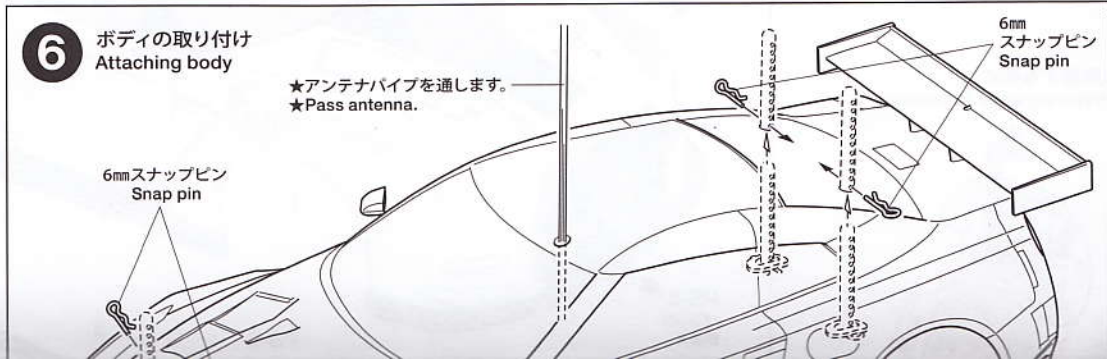 6
ボディの取り付け
Attaching body
★アンテナパイプを通します。
★Pass antenna.
6mm
スナップピン
Snap pin
6mmスナップピン
Snap pin